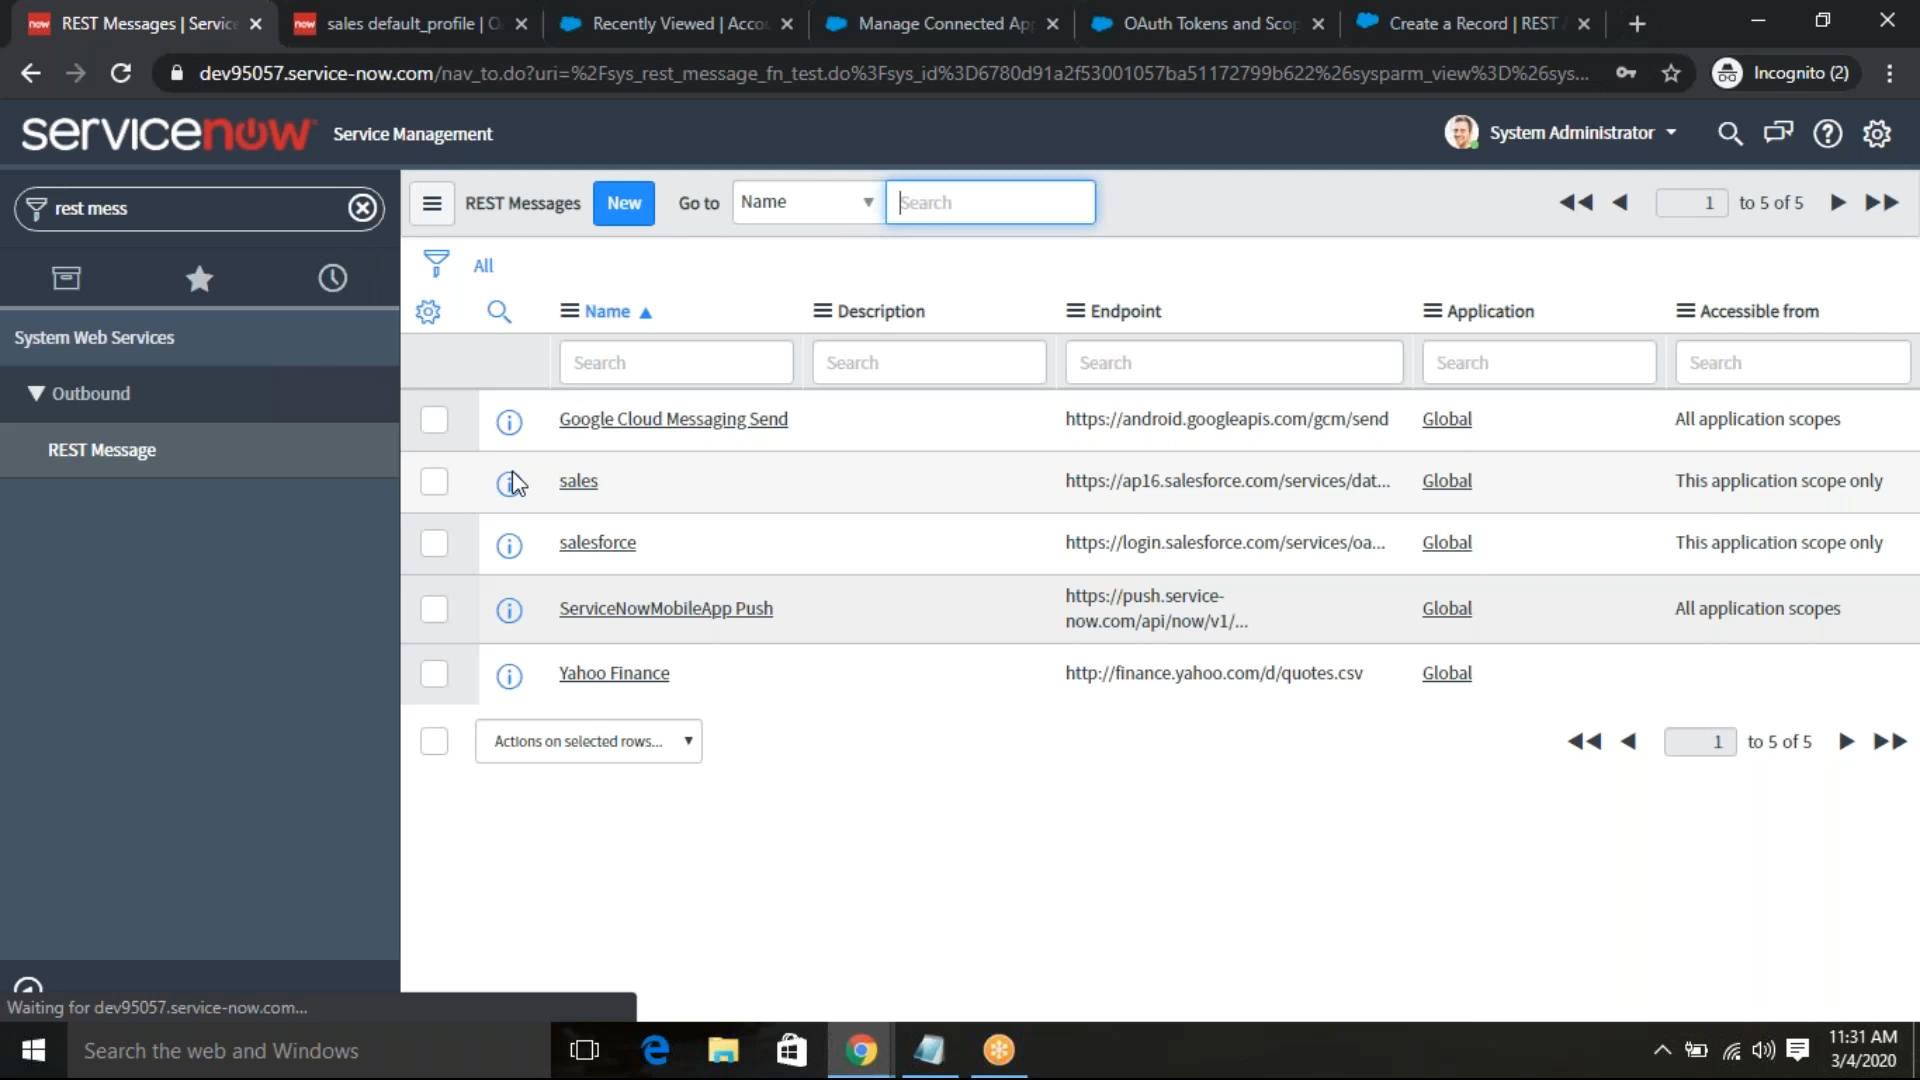 REST Messages | Service
sales default_profile | O
Recently Viewed | Accou
Manage Connected Ap
OAuth Tokens and Scop
Create a Record | REST
dev95057.service-now.com/nav_to.do?uri=%2Fsys_rest_message_fn_test.do%3Fsys_id%3D6780d91a2f53001057ba51172799b622%26sysparm_view%3D%26sys...
Incognito (2)
servicenow Service Management
System Administrator
rest mess
REST Messages New Go to Name Search 1 to 5 of 5
All
System Web Services
Outbound
REST Message
Name Description Endpoint Application Accessible from
Search Search Search Search Search
Google Cloud Messaging Send https://android.googleapis.com/gcm/send Global All application scopes
sales https://ap16.salesforce.com/services/dat... Global This application scope only
salesforce https://login.salesforce.com/services/oa... Global This application scope only
ServiceNowMobileApp Push https://push.service-
now.com/api/now/v1/... Global All application scopes
Yahoo Finance http://finance.yahoo.com/d/quotes.csv Global
Actions on selected rows... 1 to 5 of 5
Waiting for dev95057.service-now.com...
Search the web and Windows
11:31 AM
3/4/2020